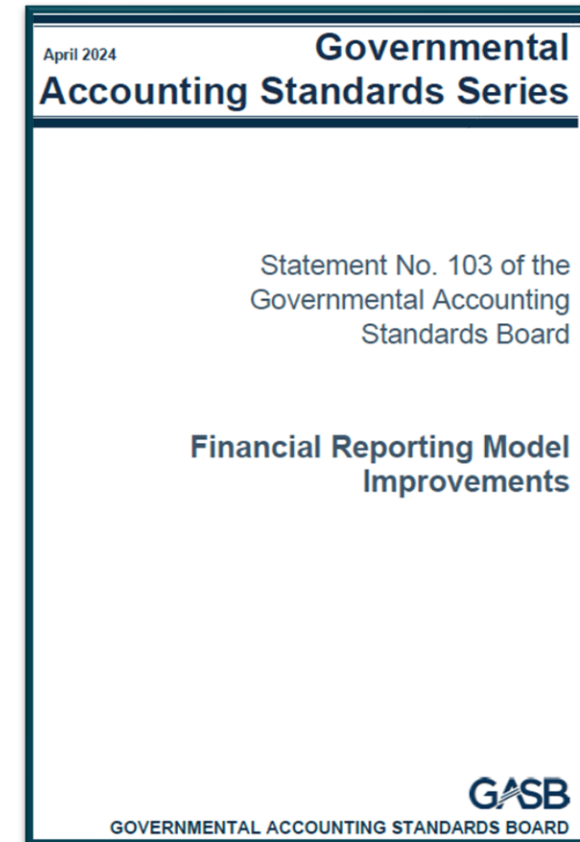 April 2024
Governmental
Accounting Standards Series
Statement No. 103 of the
Governmental Accounting
Standards Board
Financial Reporting Model
Improvements
GASB
GOVERNMENTAL ACCOUNTING STANDARDS BOARD